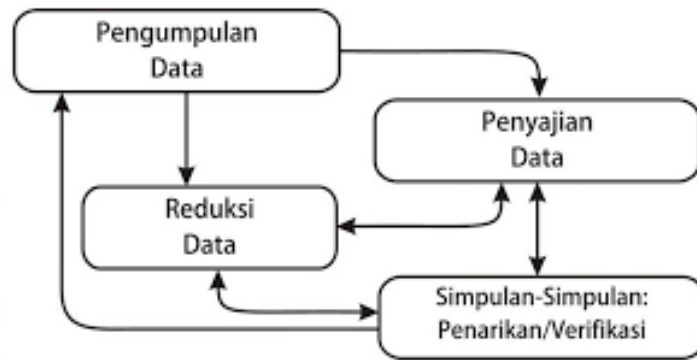 Pengumpulan
Data
Penyajian
Data
Reduksi
Data
Simpulan-Simpulan:
Penarikan/Verifikasi